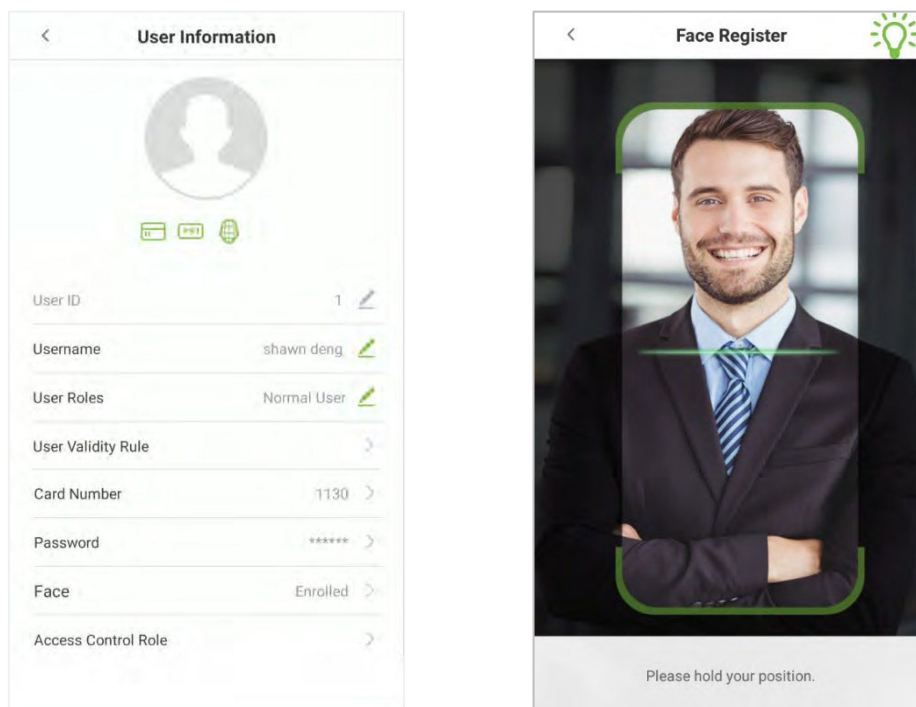 User Information
User ID 1
Username shawn deng
User Roles Normal User
User Validity Rule
Card Number 1130
Password ******
Face Enrolled
Access Control Role
Face Register
Please hold your position.